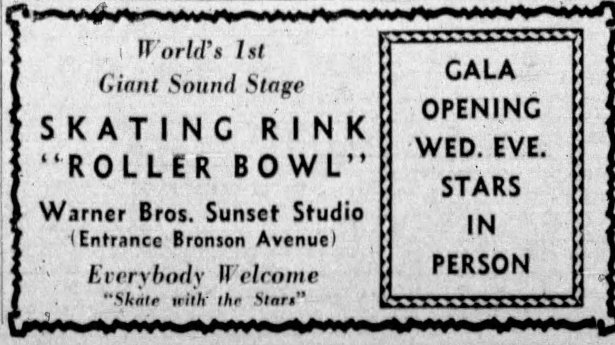 World's 1st
Giant Sound Stage
SKATING RINK
"ROLLER BOWL"
Warner Bros. Sunset Studio
(Entrance Bronson Avenue)
Everybody Welcome
"Skate with the Stars"
GALA
OPENING
WED. EVE.
STARS
IN
PERSON